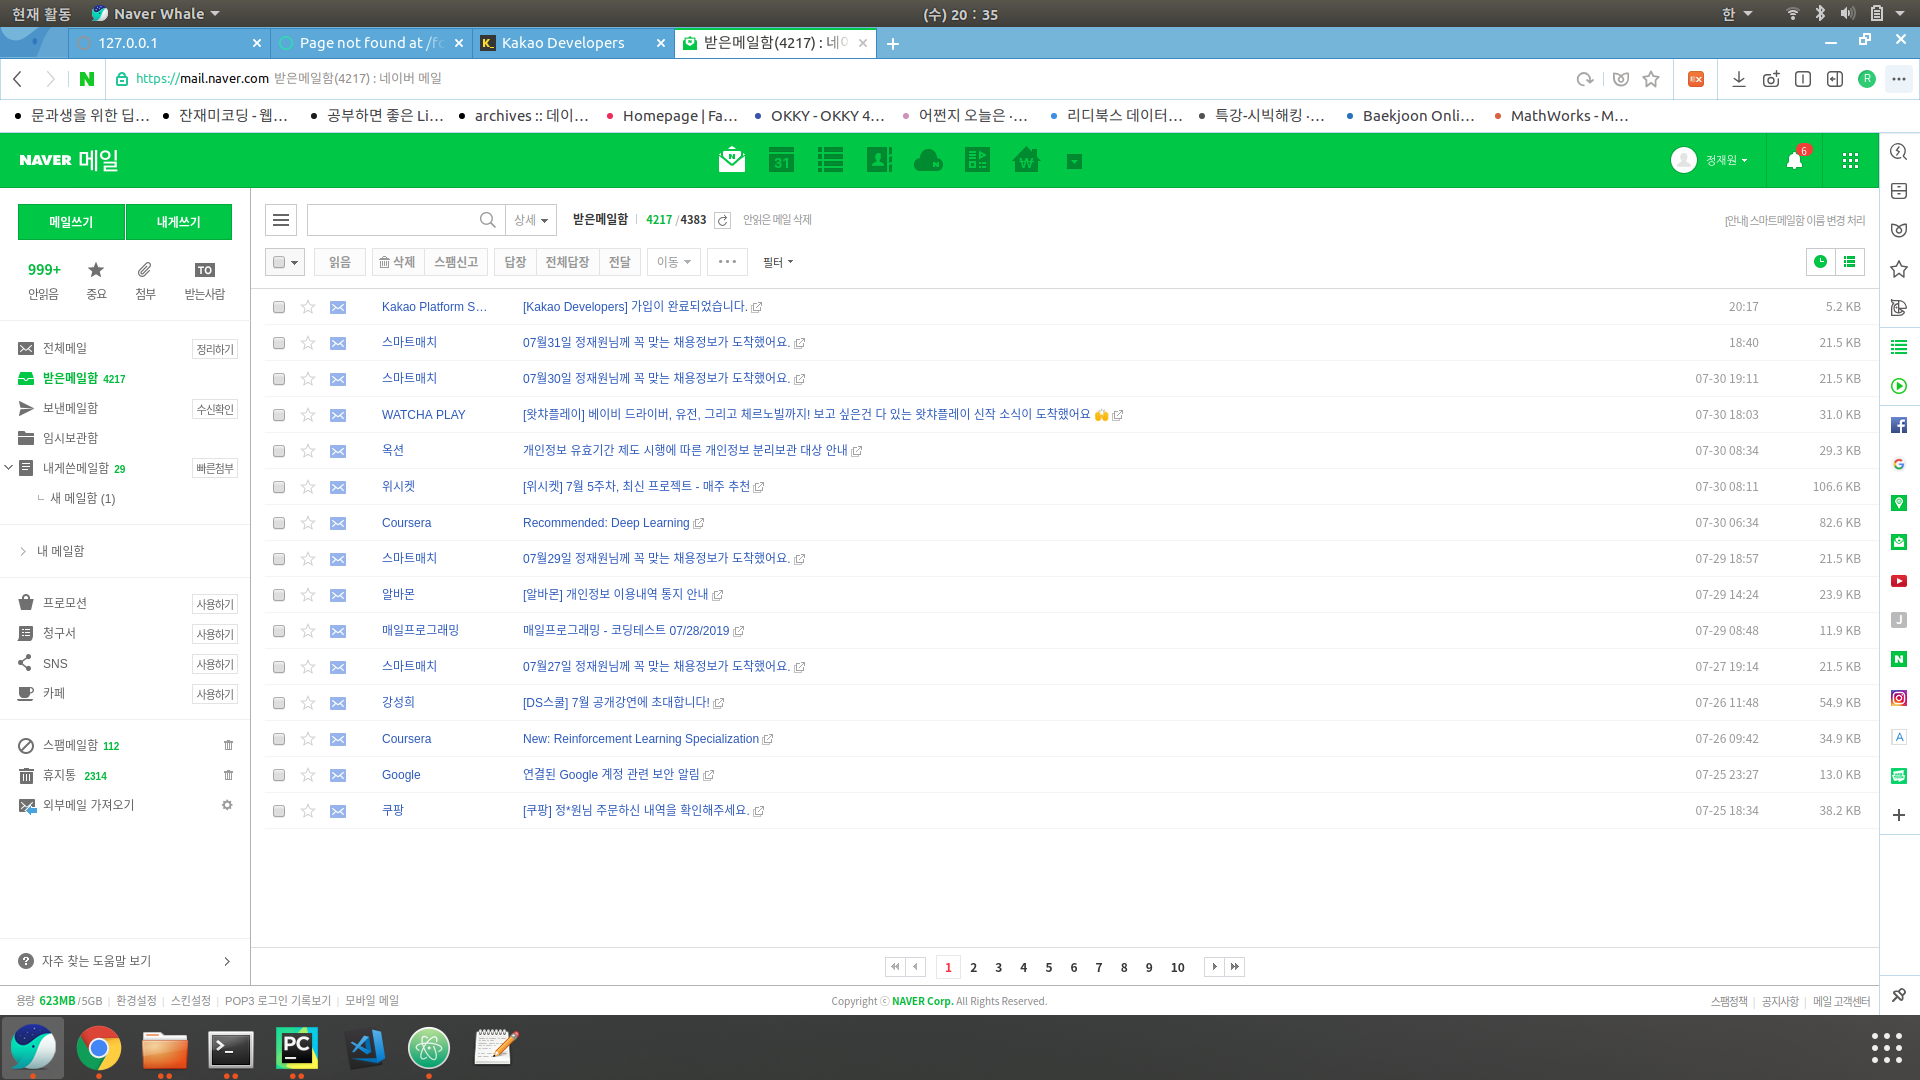 현재 활동 Naver Whale (수) 20 : 35 한
127.0.0.1 Page not found at /fo Kakao Developers 받은메일함(4217) : 네이
https://mail.naver.com 받은메일함(4217) : 네이버 메일
문과생을 위한 딥… 잔재미코딩 - 웹… 공부하면 좋은 Li… archives :: 데이… Homepage | Fa… OKKY - OKKY 4… 어쩐지 오늘은 ·… 리디북스 데이터… 특강-시빅해킹 ·… Baekjoon Onli… MathWorks - M…
NAVER 메일 31 정재원 6
메일쓰기 내게쓰기
상세 받은메일함 4217 / 4383 안읽은 메일 삭제 [안내] 스마트메일함 이름 변경 처리
읽음 삭제 스팸신고 답장 전체답장 전달 이동 필터
999+ TO
안읽음 중요 첨부 받는사람
전체메일 정리하기
받은메일함 4217
보낸메일함 수신확인
임시보관함
내게쓴메일함 29 빠른첨부
새 메일함 (1)
내 메일함
프로모션 사용하기
청구서 사용하기
SNS 사용하기
카페 사용하기
스팸메일함 112
휴지통 2314
외부메일 가져오기
자주 찾는 도움말 보기
Kakao Platform S… [Kakao Developers] 가입이 완료되었습니다. 20:17 5.2 KB
스마트매치 07월31일 정재원님께 꼭 맞는 채용정보가 도착했어요. 18:40 21.5 KB
스마트매치 07월30일 정재원님께 꼭 맞는 채용정보가 도착했어요. 07-30 19:11 21.5 KB
WATCHA PLAY [왓챠플레이] 베이비 드라이버, 유전, 그리고 체르노빌까지! 보고 싶은건 다 있는 왓챠플레이 신작 소식이 도착했어요 🙌 07-30 18:03 31.0 KB
옥션 개인정보 유효기간 제도 시행에 따른 개인정보 분리보관 대상 안내 07-30 08:34 29.3 KB
위시켓 [위시켓] 7월 5주차, 최신 프로젝트 - 매주 추천 07-30 08:11 106.6 KB
Coursera Recommended: Deep Learning 07-30 06:34 82.6 KB
스마트매치 07월29일 정재원님께 꼭 맞는 채용정보가 도착했어요. 07-29 18:57 21.5 KB
알바몬 [알바몬] 개인정보 이용내역 통지 안내 07-29 14:24 23.9 KB
매일프로그래밍 매일프로그래밍 - 코딩테스트 07/28/2019 07-29 08:48 11.9 KB
스마트매치 07월27일 정재원님께 꼭 맞는 채용정보가 도착했어요. 07-27 19:14 21.5 KB
강성희 [DS스쿨] 7월 공개강연에 초대합니다! 07-26 11:48 54.9 KB
Coursera New: Reinforcement Learning Specialization 07-26 09:42 34.9 KB
Google 연결된 Google 계정 관련 보안 알림 07-25 23:27 13.0 KB
쿠팡 [쿠팡] 정*원님 주문하신 내역을 확인해주세요. 07-25 18:34 38.2 KB
1 2 3 4 5 6 7 8 9 10
용량 623MB / 5GB | 환경설정 | 스킨설정 | POP3 로그인 기록보기 | 모바일 메일 Copyright ⓒ NAVER Corp. All Rights Reserved. 스팸정책 | 공지사항 | 메일 고객센터